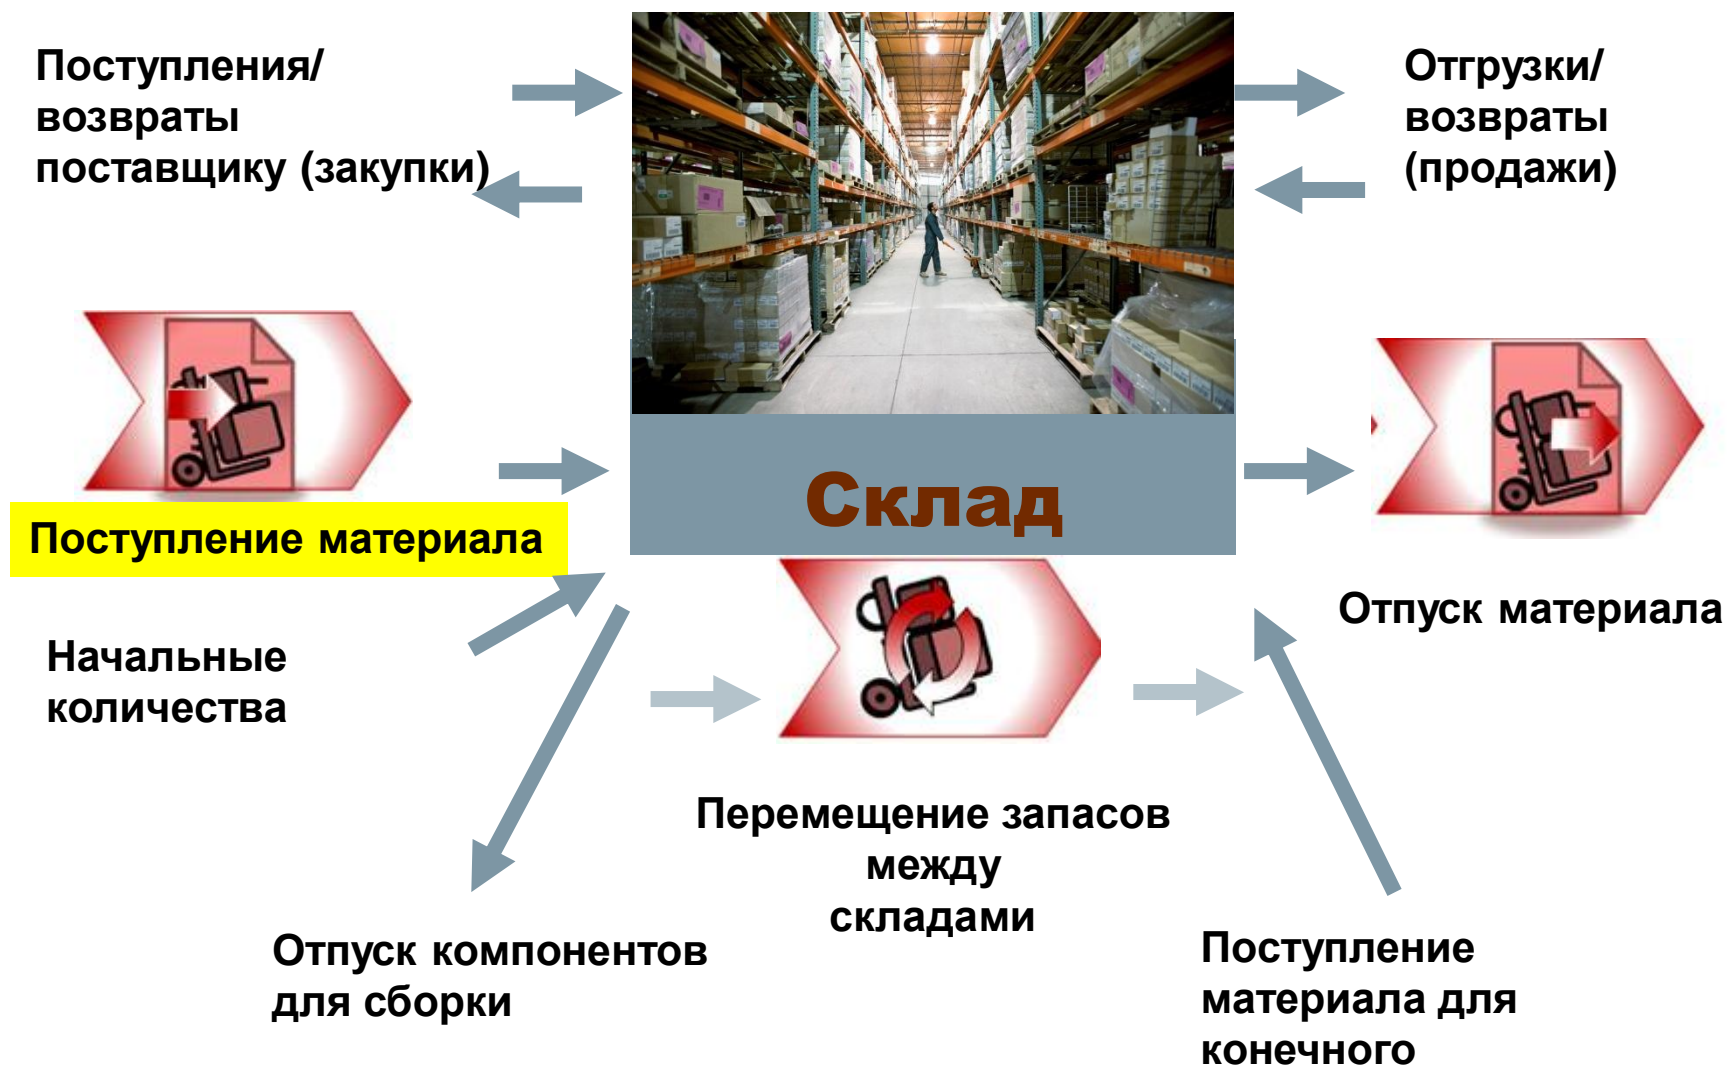 Поступления/
возвраты
поставщику (закупки)
Отгрузки/
возвраты
(продажи)
Склад
Поступление материала
Отпуск материала
Начальные
количества
Перемещение запасов
между
складами
Отпуск компонентов
для сборки
Поступление
материала для
конечного